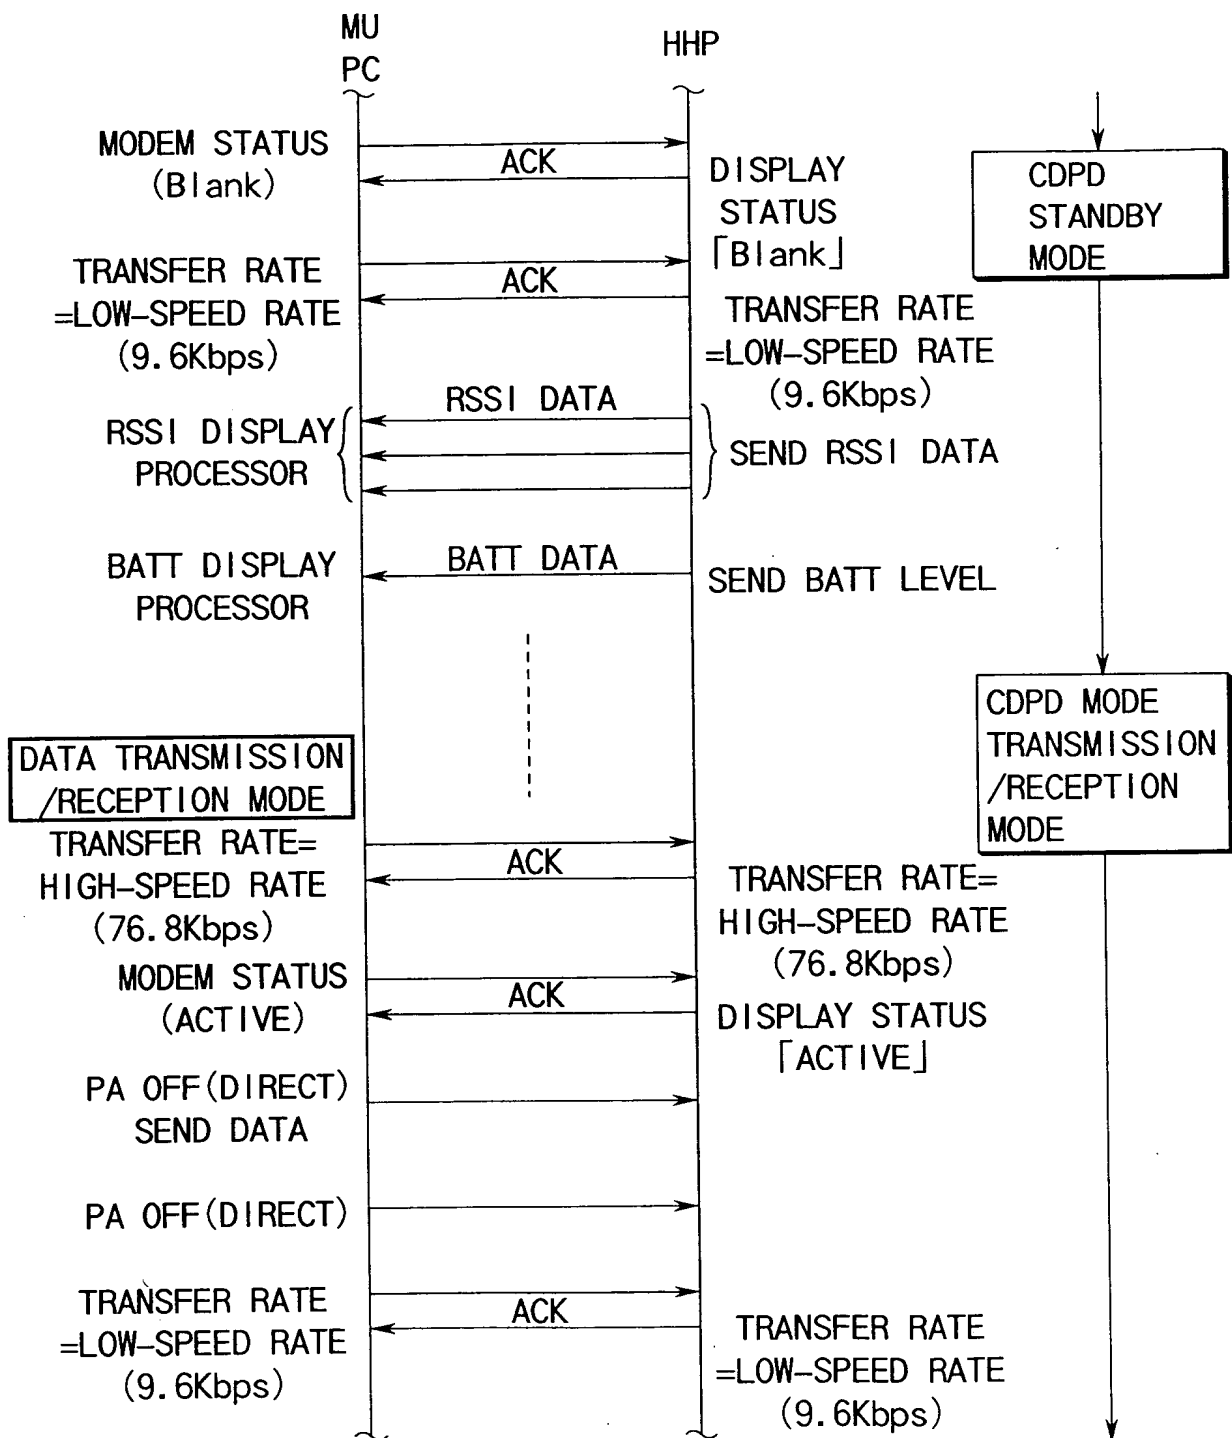 MU
PC
HHP
MODEM STATUS
(Blank)
ACK
DISPLAY
STATUS
「Blank」
CDPD
STANDBY
MODE
TRANSFER RATE
=LOW-SPEED RATE
(9.6Kbps)
ACK
TRANSFER RATE
=LOW-SPEED RATE
(9.6Kbps)
RSSI DISPLAY
PROCESSOR
RSSI DATA
SEND RSSI DATA
BATT DISPLAY
PROCESSOR
BATT DATA
SEND BATT LEVEL
CDPD MODE
TRANSMISSION
/RECEPTION
MODE
DATA TRANSMISSION
/RECEPTION MODE
TRANSFER RATE=
HIGH-SPEED RATE
(76.8Kbps)
ACK
TRANSFER RATE=
HIGH-SPEED RATE
(76.8Kbps)
MODEM STATUS
(ACTIVE)
ACK
DISPLAY STATUS
「ACTIVE」
PA OFF(DIRECT)
SEND DATA
PA OFF(DIRECT)
TRANSFER RATE
=LOW-SPEED RATE
(9.6Kbps)
ACK
TRANSFER RATE
=LOW-SPEED RATE
(9.6Kbps)